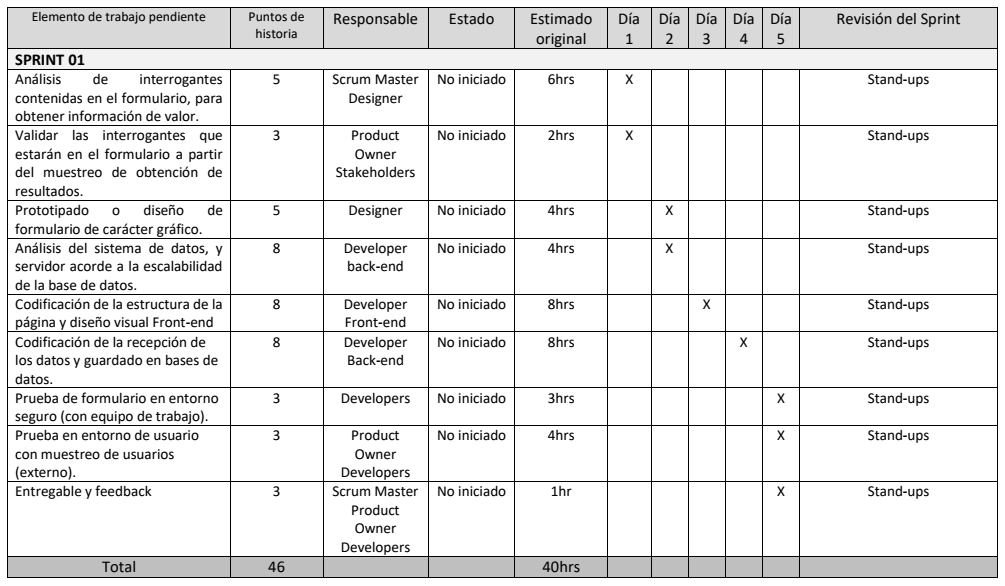 Elemento de trabajo pendiente Puntos de historia Responsable Estado Estimado original Día 1 Día 2 Día 3 Día 4 Día 5 Revisión del Sprint
SPRINT 01
Análisis de interrogantes contenidas en el formulario, para obtener información de valor. 5 Scrum Master Designer No iniciado 6hrs X Stand-ups
Validar las interrogantes que estarán en el formulario a partir del muestreo de obtención de resultados. 3 Product Owner Stakeholders No iniciado 2hrs X Stand-ups
Prototipado o diseño de formulario de carácter gráfico. 5 Designer No iniciado 4hrs X Stand-ups
Análisis del sistema de datos, y servidor acorde a la escalabilidad de la base de datos. 8 Developer back-end No iniciado 4hrs X Stand-ups
Codificación de la estructura de la página y diseño visual Front-end 8 Developer Front-end No iniciado 8hrs X Stand-ups
Codificación de la recepción de los datos y guardado en bases de datos. 8 Developer Back-end No iniciado 8hrs X Stand-ups
Prueba de formulario en entorno seguro (con equipo de trabajo). 3 Developers No iniciado 3hrs X Stand-ups
Prueba en entorno de usuario con muestreo de usuarios (externo). 3 Product Owner Developers No iniciado 4hrs X Stand-ups
Entregable y feedback 3 Scrum Master Product Owner Developers No iniciado 1hr X Stand-ups
Total 46 40hrs